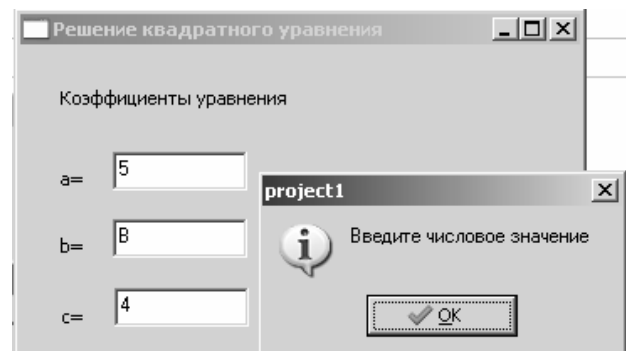 Решение квадратного уравнения
Коэффициенты уравнения
a= 5
b= B
c= 4
project1
Введите числовое значение
OK